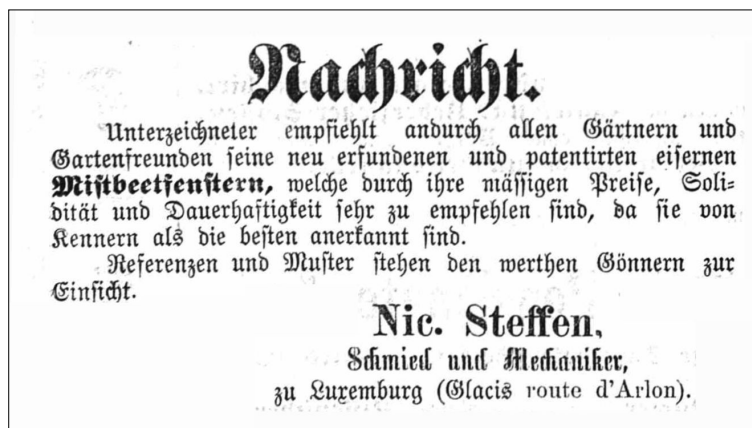 Nachricht.
Unterzeichneter empfiehlt andurch allen Gärtnern und
Gartenfreunden seine neu erfundenen und patentirten eisernen
Mistbeetfenstern, welche durch ihre mässigen Preise, Soli-
dität und Dauerhaftigkeit sehr zu empfehlen sind, da sie von
Kennern als die besten anerkannt sind.
Referenzen und Muster stehen den werthen Gönnern zur
Einsicht.
Nic. Steffen,
Schmied und Mechaniker,
zu Luxemburg (Glacis route d'Arlon).